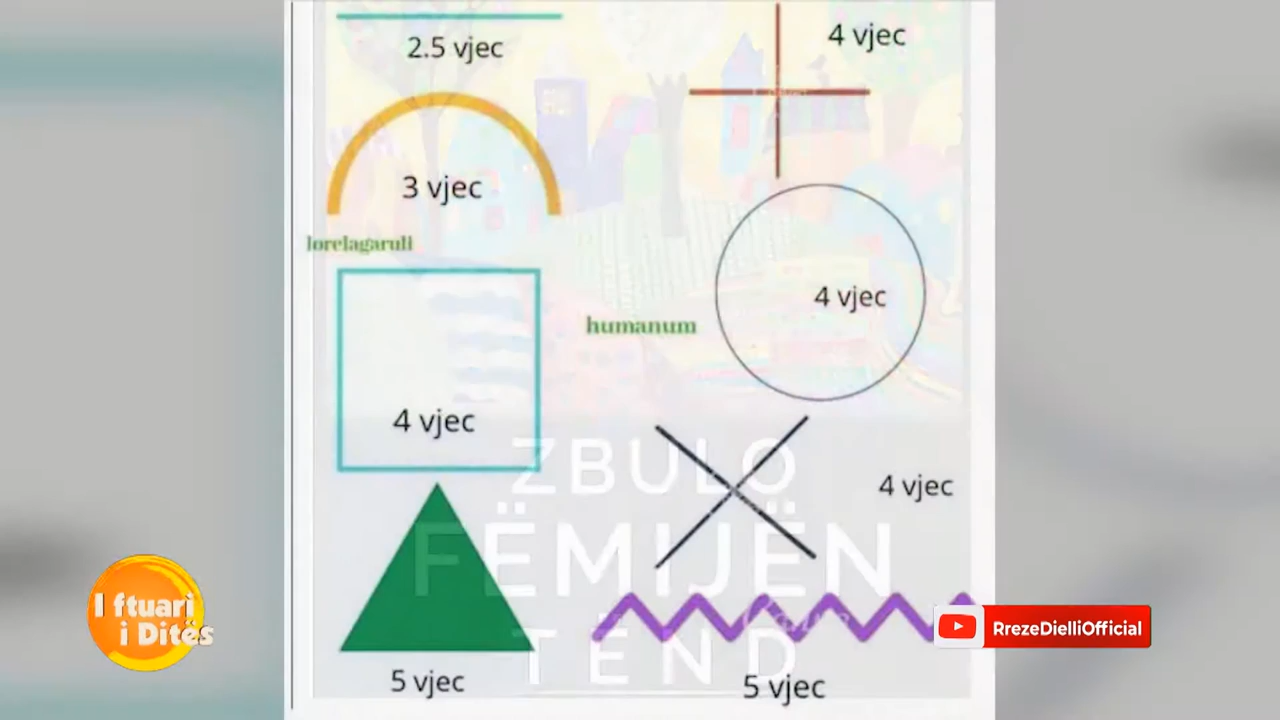 2.5 vjec
4 vjec
3 vjec
lorelagarull
4 vjec
humanum
4 vjec
ZBULO
4 vjec
FËMIJËN
I ftuari
i Ditës
RrezeDielliOfficial
TËND
5 vjec
5 vjec